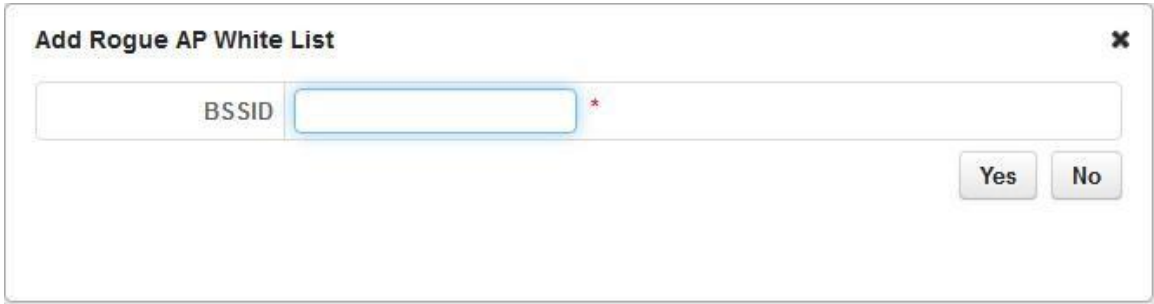 Add Rogue AP White List ✖
BSSID *
Yes No